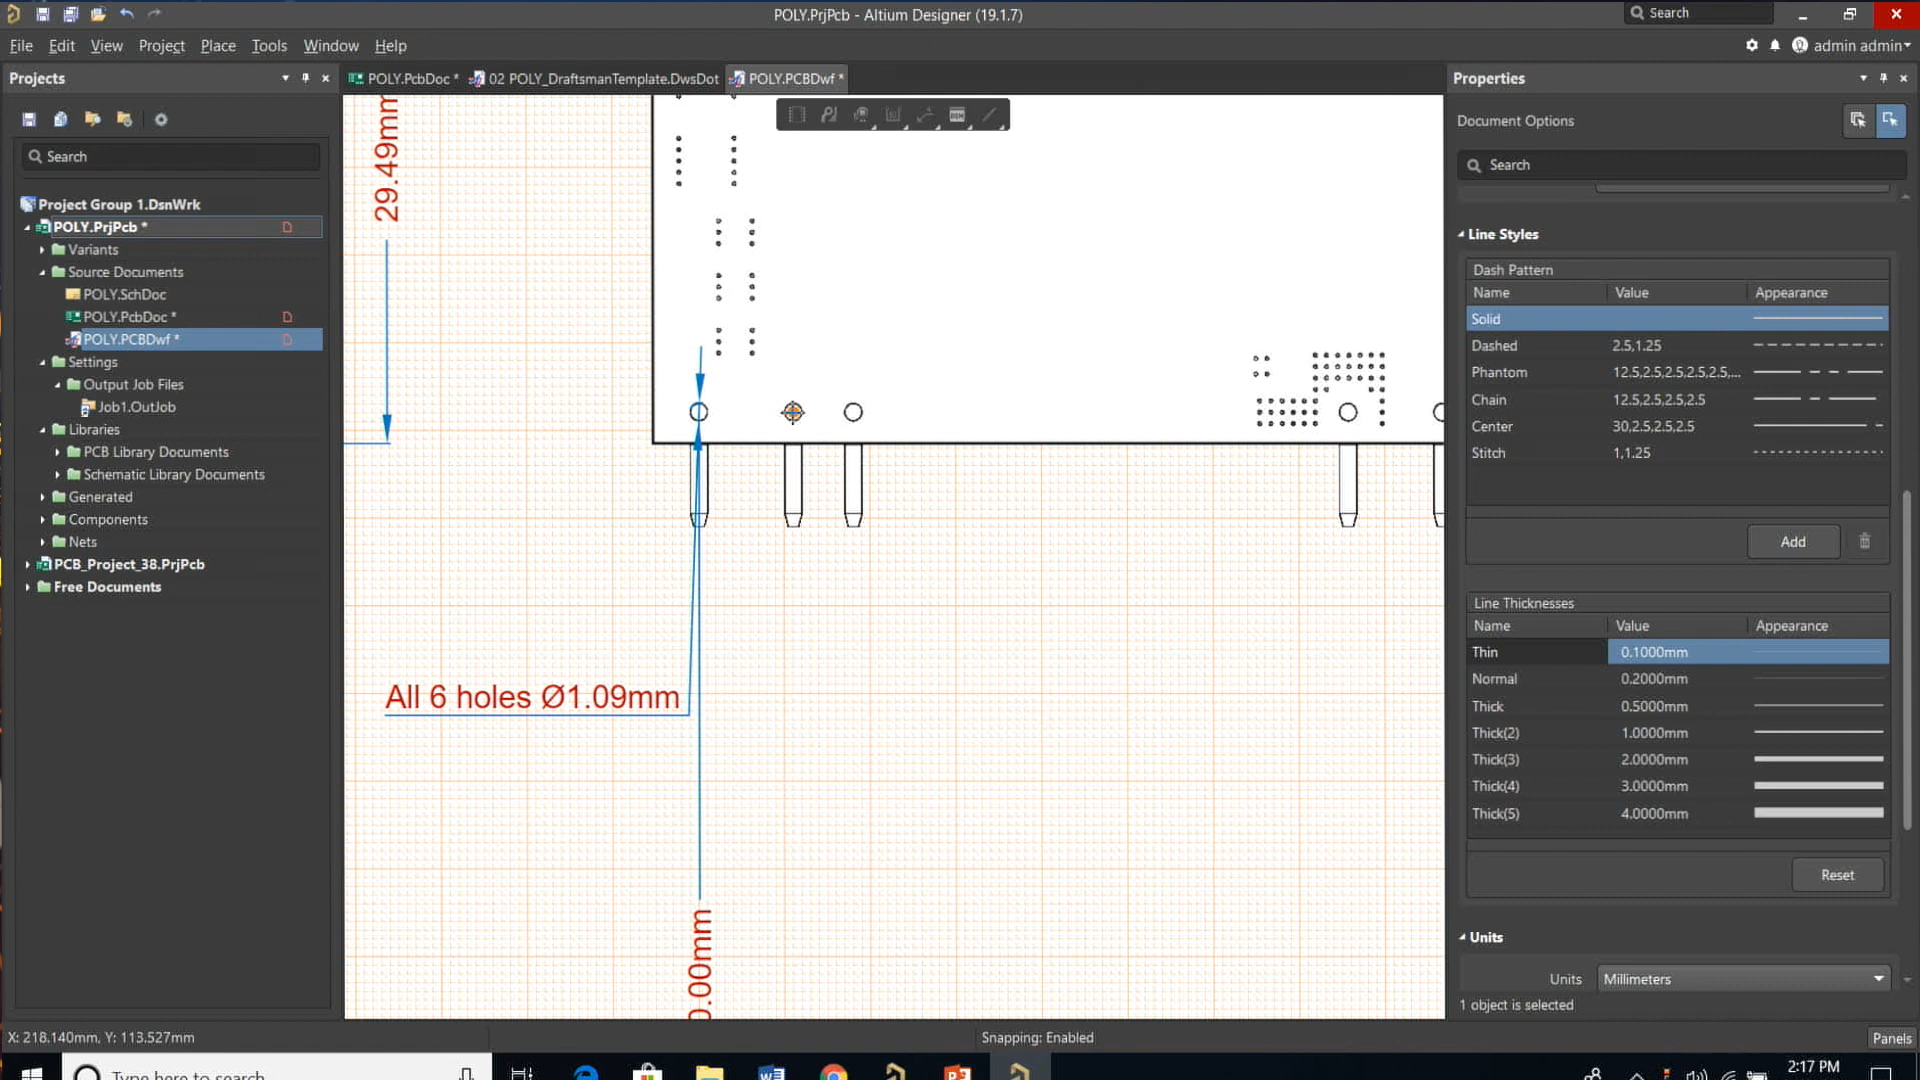 POLY.PrjPcb - Altium Designer (19.1.7)
Search
File Edit View Project Place Tools Window Help
admin admin
Projects
POLY.PcbDoc *
02 POLY_DraftsmanTemplate.DwsDot
POLY.PCBDwf *
Properties
Document Options
Search
Search
Project Group 1.DsnWrk
POLY.PrjPcb *
Variants
Source Documents
POLY.SchDoc
POLY.PcbDoc *
POLY.PCBDwf *
Settings
Output Job Files
Job1.OutJob
Libraries
PCB Library Documents
Schematic Library Documents
Generated
Components
Nets
PCB_Project_38.PrjPcb
Free Documents
29.49mm
All 6 holes Ø1.09mm
0.00mm
Line Styles
Dash Pattern
Name Value Appearance
Solid
Dashed 2.5,1.25
Phantom 12.5,2.5,2.5,2.5,2.5,...
Chain 12.5,2.5,2.5,2.5
Center 30,2.5,2.5,2.5
Stitch 1,1.25
Add
Line Thicknesses
Name Value Appearance
Thin 0.1000mm
Normal 0.2000mm
Thick 0.5000mm
Thick(2) 1.0000mm
Thick(3) 2.0000mm
Thick(4) 3.0000mm
Thick(5) 4.0000mm
Reset
Units
Units Millimeters
1 object is selected
X: 218.140mm, Y: 113.527mm
Snapping: Enabled
Panels
Type here to search
2:17 PM